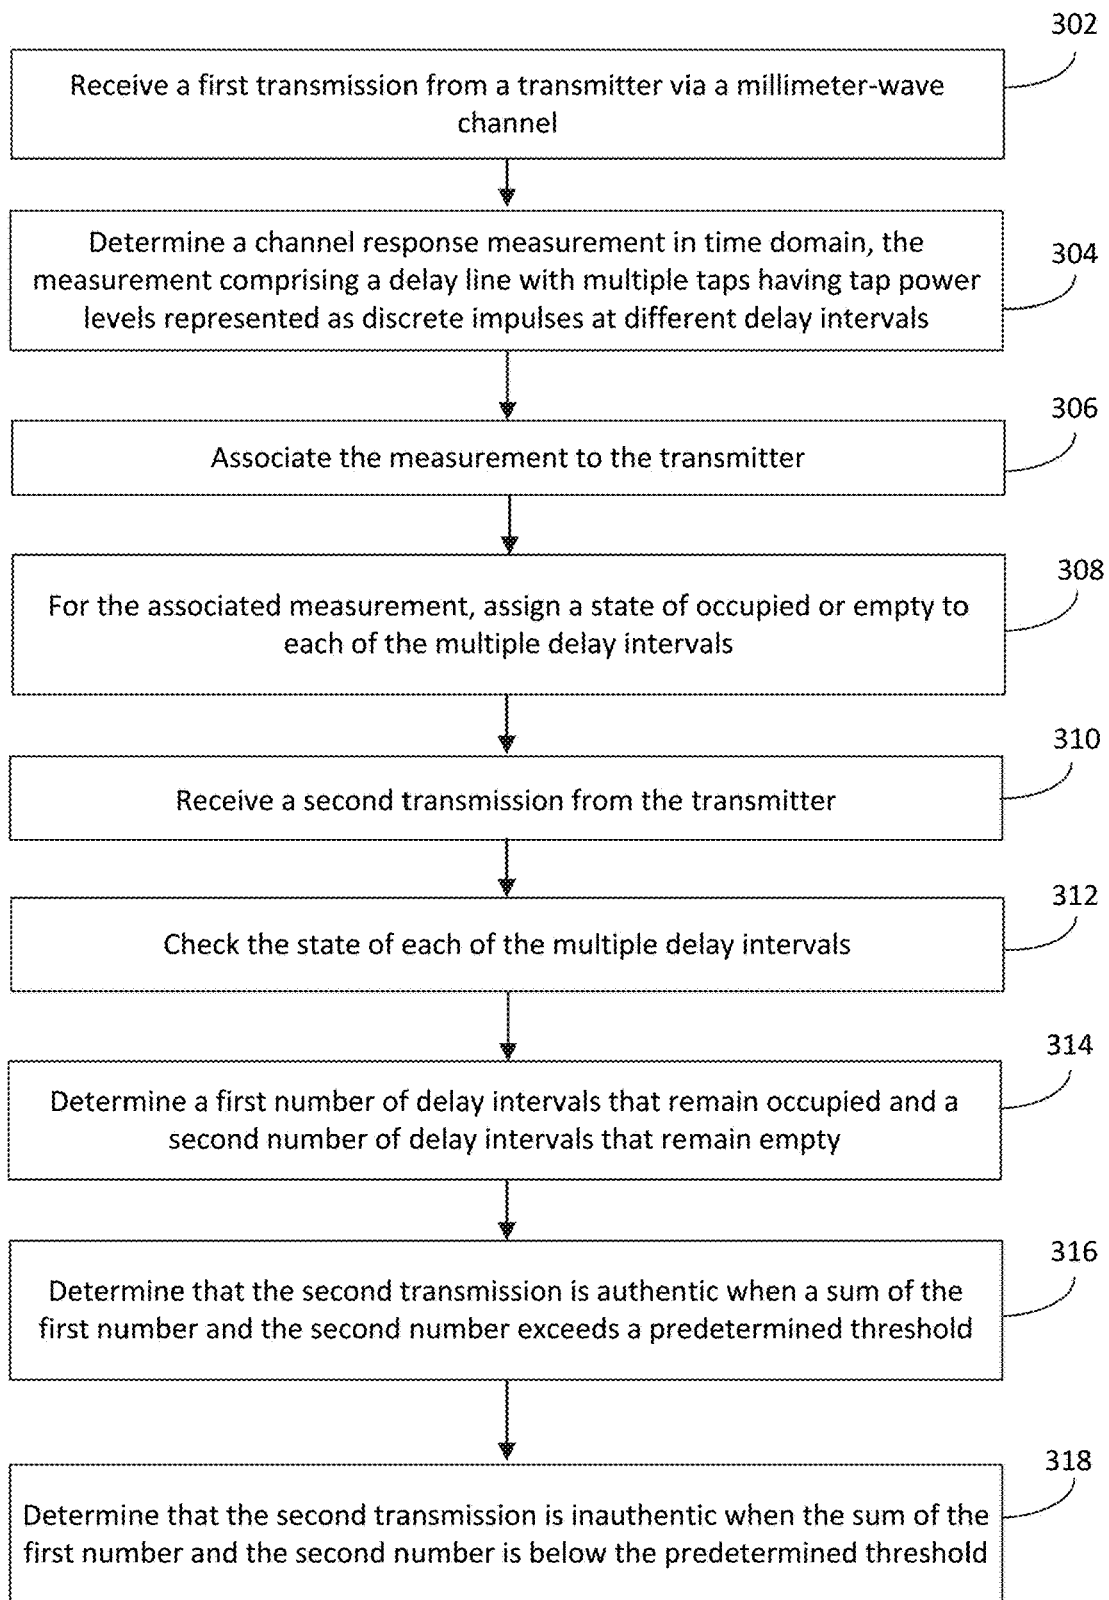 302
Receive a first transmission from a transmitter via a millimeter-wave
channel
Determine a channel response measurement in time domain, the
measurement comprising a delay line with multiple taps having tap power
levels represented as discrete impulses at different delay intervals
304
306
Associate the measurement to the transmitter
308
For the associated measurement, assign a state of occupied or empty to
each of the multiple delay intervals
310
Receive a second transmission from the transmitter
312
Check the state of each of the multiple delay intervals
314
Determine a first number of delay intervals that remain occupied and a
second number of delay intervals that remain empty
316
Determine that the second transmission is authentic when a sum of the
first number and the second number exceeds a predetermined threshold
318
Determine that the second transmission is inauthentic when the sum of the
first number and the second number is below the predetermined threshold